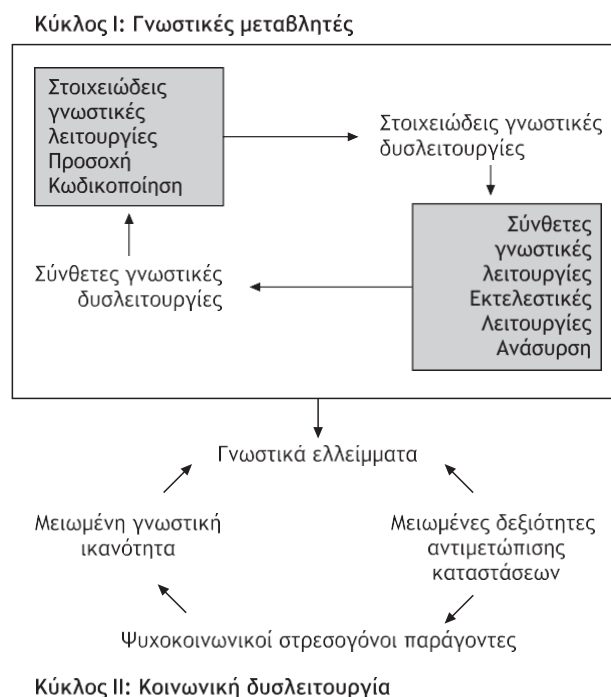 Κύκλος I: Γνωστικές μεταβλητές
Στοιχειώδεις
γνωστικές
λειτουργίες
Προσοχή
Κωδικοποίηση
Στοιχειώδεις γνωστικές
δυσλειτουργίες
Σύνθετες
γνωστικές
λειτουργίες
Εκτελεστικές
Λειτουργίες
Ανάσυρση
Σύνθετες γνωστικές
δυσλειτουργίες
Γνωστικά ελλείμματα
Μειωμένη γνωστική
ικανότητα
Μειωμένες δεξιότητες
αντιμετώπισης
καταστάσεων
Ψυχοκοινωνικοί στρεσογόνοι παράγοντες
Κύκλος II: Κοινωνική δυσλειτουργία